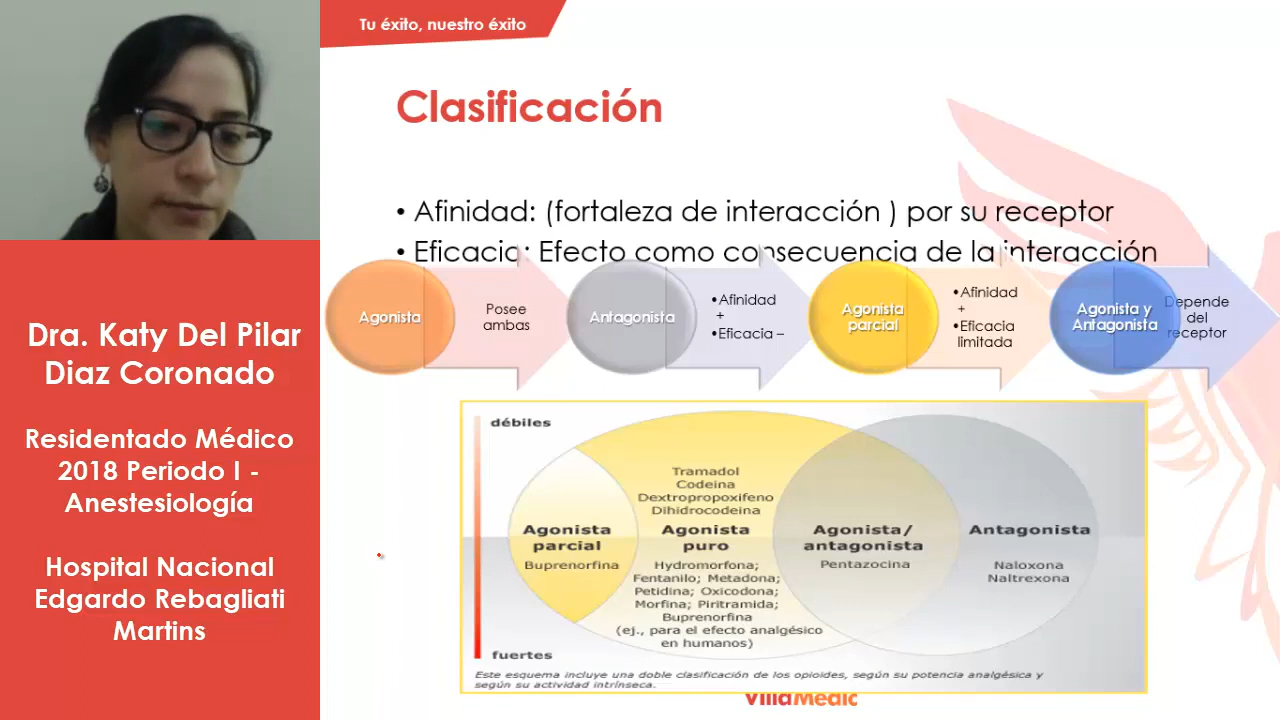 Tu éxito, nuestro éxito
Clasificación
• Afinidad: (fortaleza de interacción ) por su receptor
• Eficacia: Efecto como consecuencia de la interacción
Agonista
Posee
ambas
Antagonista
•Afinidad
+
•Eficacia –
Agonista
parcial
•Afinidad
+
•Eficacia
limitada
Agonista y
Antagonista
Depende
del
receptor
Dra. Katy Del Pilar
Diaz Coronado
Residentado Médico
2018 Periodo I -
Anestesiología
Hospital Nacional
Edgardo Rebagliati
Martins
débiles
Tramadol
Codeina
Dextropropoxifeno
Dihidrocodeina
Agonista
parcial
Buprenorfina
Agonista
puro
Hydromorfona;
Fentanilo; Metadona;
Petidina; Oxicodona;
Morfina; Piritramida;
Buprenorfina
(ej., para el efecto analgésico
en humanos)
Agonista/
antagonista
Pentazocina
Antagonista
Naloxona
Naltrexona
fuertes
Este esquema incluye una doble clasificación de los opioides, según su potencia analgésica y
según su actividad intrínseca.
VillaMedic